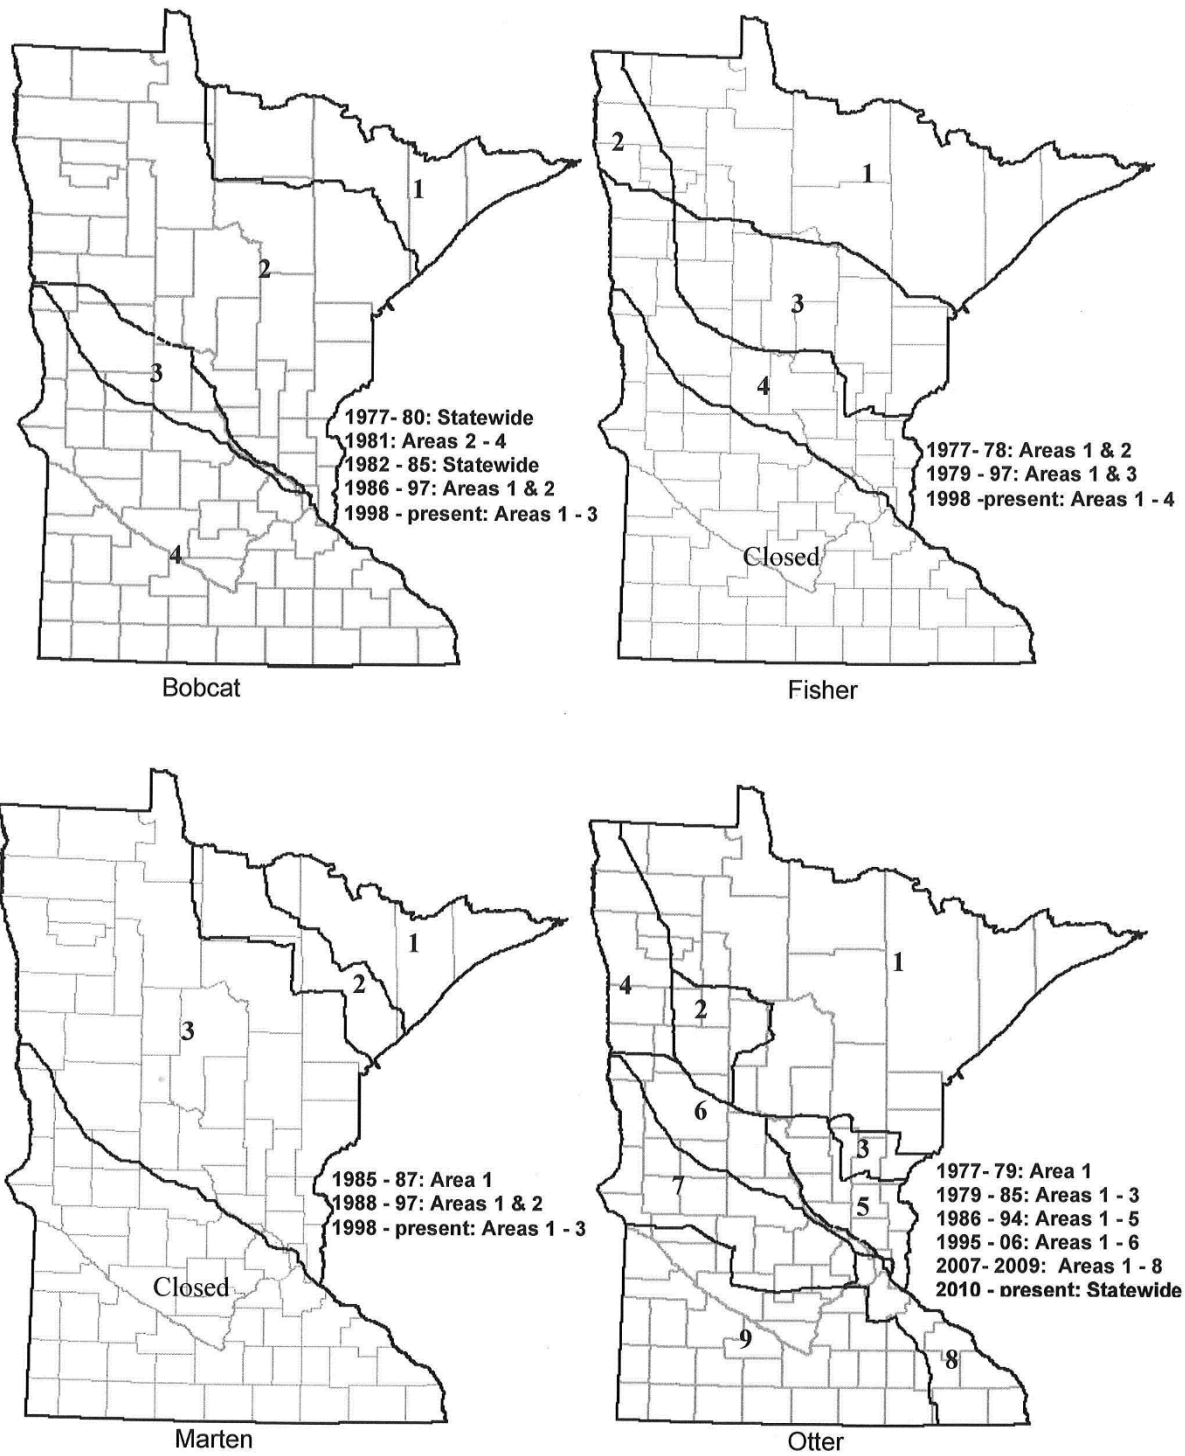 1
2
3
1977- 80: Statewide
1981: Areas 2 - 4
1982 - 85: Statewide
1986 - 97: Areas 1 & 2
1998 - present: Areas 1 - 3
4
Bobcat
2
1
3
4
1977- 78: Areas 1 & 2
1979 - 97: Areas 1 & 3
1998 -present: Areas 1 - 4
Closed
Fisher
1
2
3
1985 - 87: Area 1
1988 - 97: Areas 1 & 2
1998 - present: Areas 1 - 3
Closed
Marten
1
4
2
6
3
7
5
1977- 79: Area 1
1979 - 85: Areas 1 - 3
1986 - 94: Areas 1 - 5
1995 - 06: Areas 1 - 6
2007- 2009: Areas 1 - 8
2010 - present: Statewide
9
8
Otter